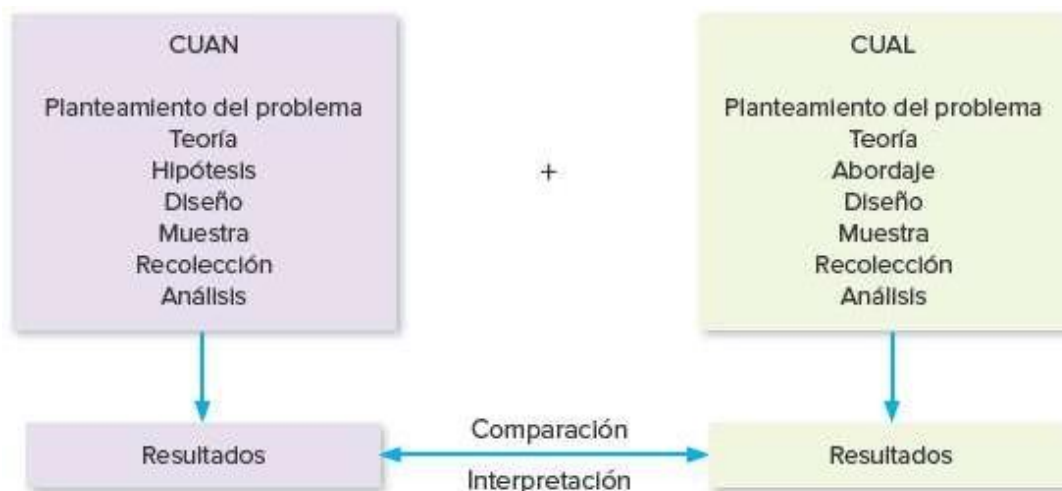 CUAN
Planteamiento del problema
Teoría
Hipótesis
Diseño
Muestra
Recolección
Análisis
+
CUAL
Planteamiento del problema
Teoría
Abordaje
Diseño
Muestra
Recolección
Análisis
Resultados
Comparación
Interpretación
Resultados